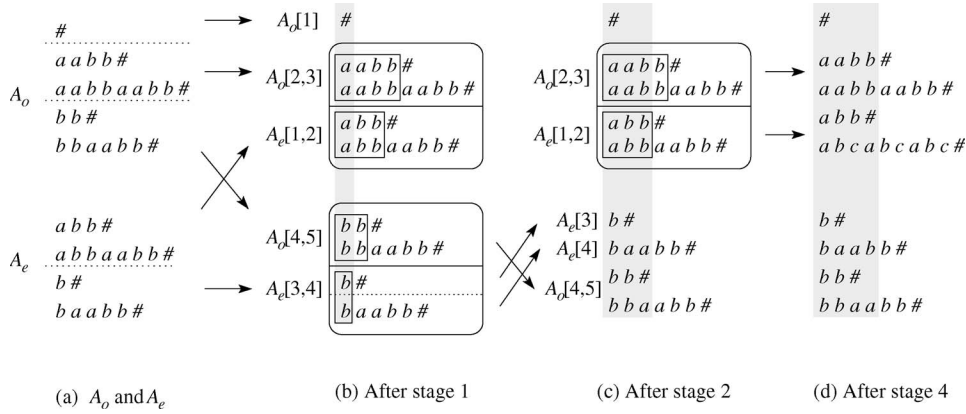 A_o
#
a a b b #
a a b b a a b b #
b b #
b b a a b b #
A_e
a b b #
a b b a a b b #
b #
b a a b b #
(a) A_o and A_e
A_o[1] #
A_o[2,3] a a b b #
a a b b a a b b #
A_e[1,2] a b b #
a b b a a b b #
A_o[4,5] b b #
b b a a b b #
A_e[3,4] b #
b a a b b #
(b) After stage 1
#
A_o[2,3] a a b b #
a a b b a a b b #
A_e[1,2] a b b #
a b b a a b b #
A_e[3] b #
A_e[4] b a a b b #
A_o[4,5] b b #
b b a a b b #
(c) After stage 2
#
a a b b #
a a b b a a b b #
a b b #
a b c a b c a b c #
b #
b a a b b #
b b #
b b a a b b #
(d) After stage 4